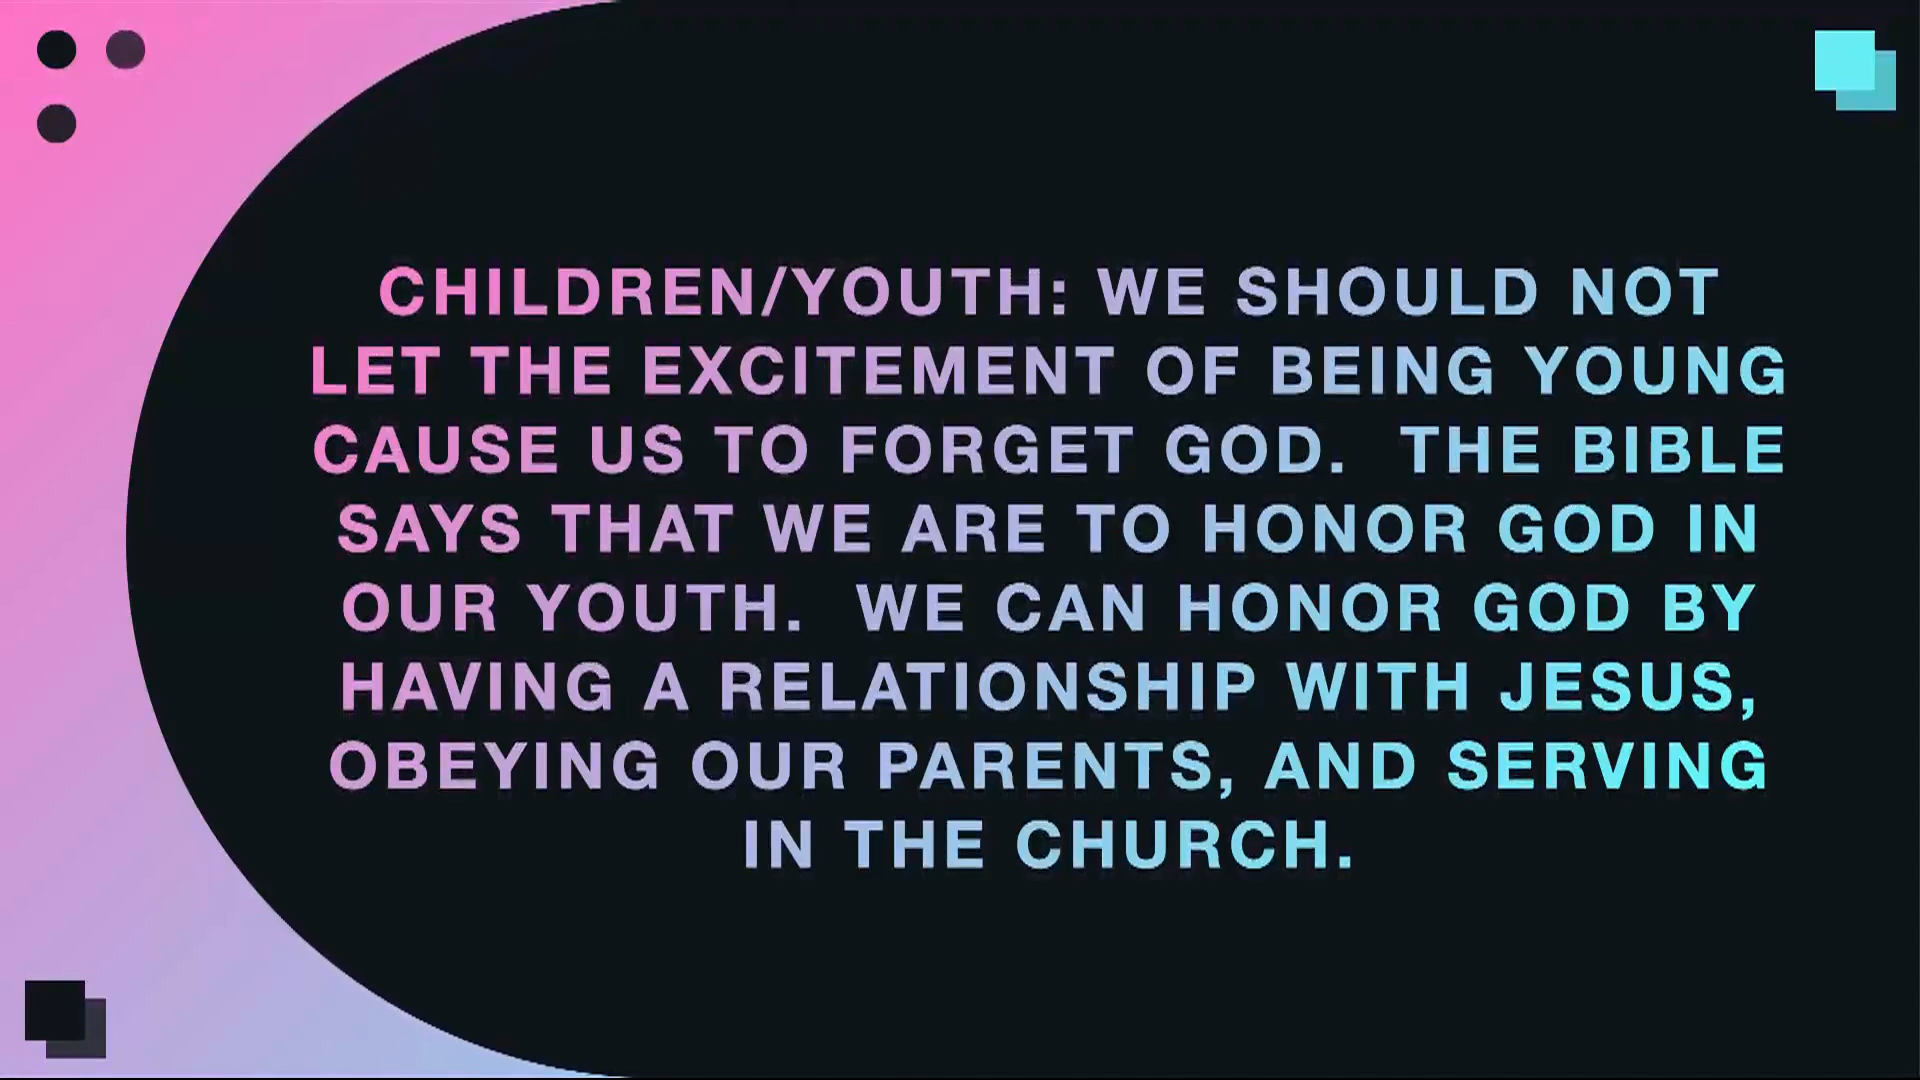 CHILDREN/YOUTH: WE SHOULD NOT
LET THE EXCITEMENT OF BEING YOUNG
CAUSE US TO FORGET GOD.  THE BIBLE
SAYS THAT WE ARE TO HONOR GOD IN
OUR YOUTH.  WE CAN HONOR GOD BY
HAVING A RELATIONSHIP WITH JESUS,
OBEYING OUR PARENTS, AND SERVING
IN THE CHURCH.